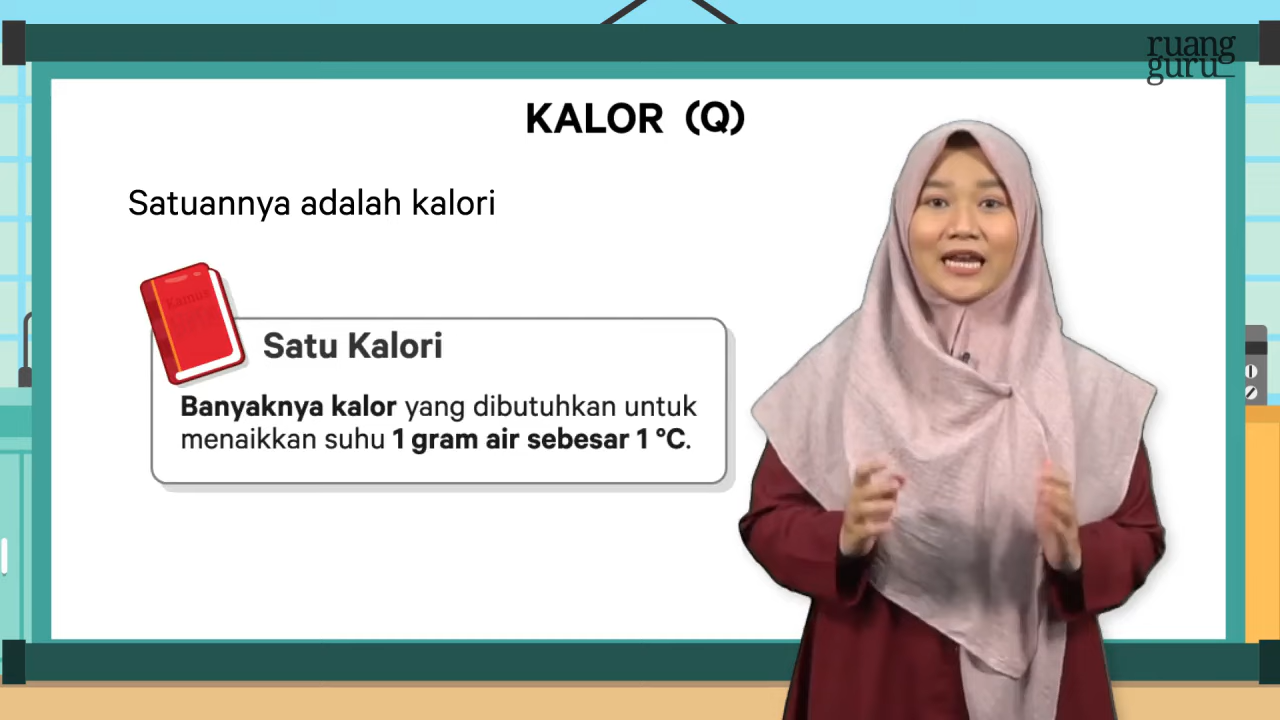 ruang
guru
KALOR (Q)
Satuannya adalah kalori
Kamus
Satu Kalori
Banyaknya kalor yang dibutuhkan untuk
menaikkan suhu 1 gram air sebesar 1 °C.